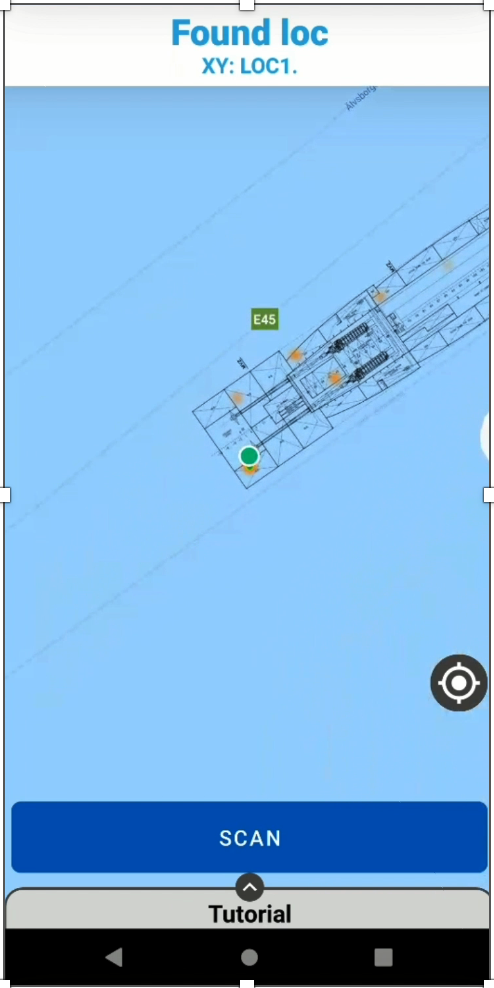 Found loc
XY: LOC1.
E45
SCAN
Tutorial